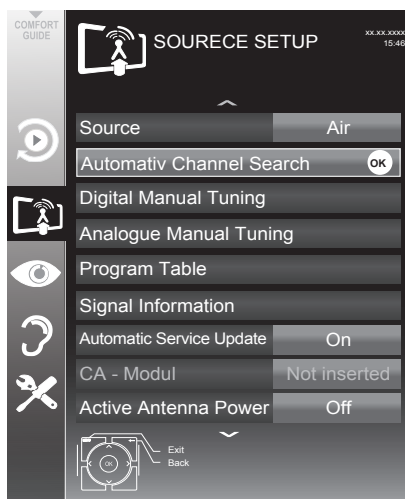 COMFORT
GUIDE
SOURECE SETUP
xx.xx.xxxx
15:46
Source Air
Automativ Channel Search OK
Digital Manual Tuning
Analogue Manual Tuning
Program Table
Signal Information
Automatic Service Update On
CA - Modul Not inserted
Active Antenna Power Off
Exit
OK Back